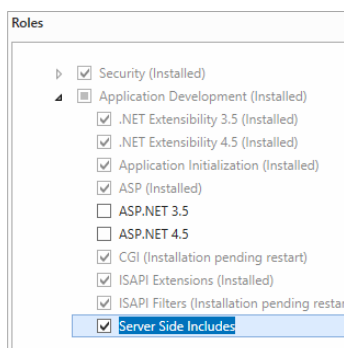 Roles
Security (Installed)
Application Development (Installed)
.NET Extensibility 3.5 (Installed)
.NET Extensibility 4.5 (Installed)
Application Initialization (Installed)
ASP (Installed)
ASP.NET 3.5
ASP.NET 4.5
CGI (Installation pending restart)
ISAPI Extensions (Installed)
ISAPI Filters (Installation pending restar
Server Side Includes